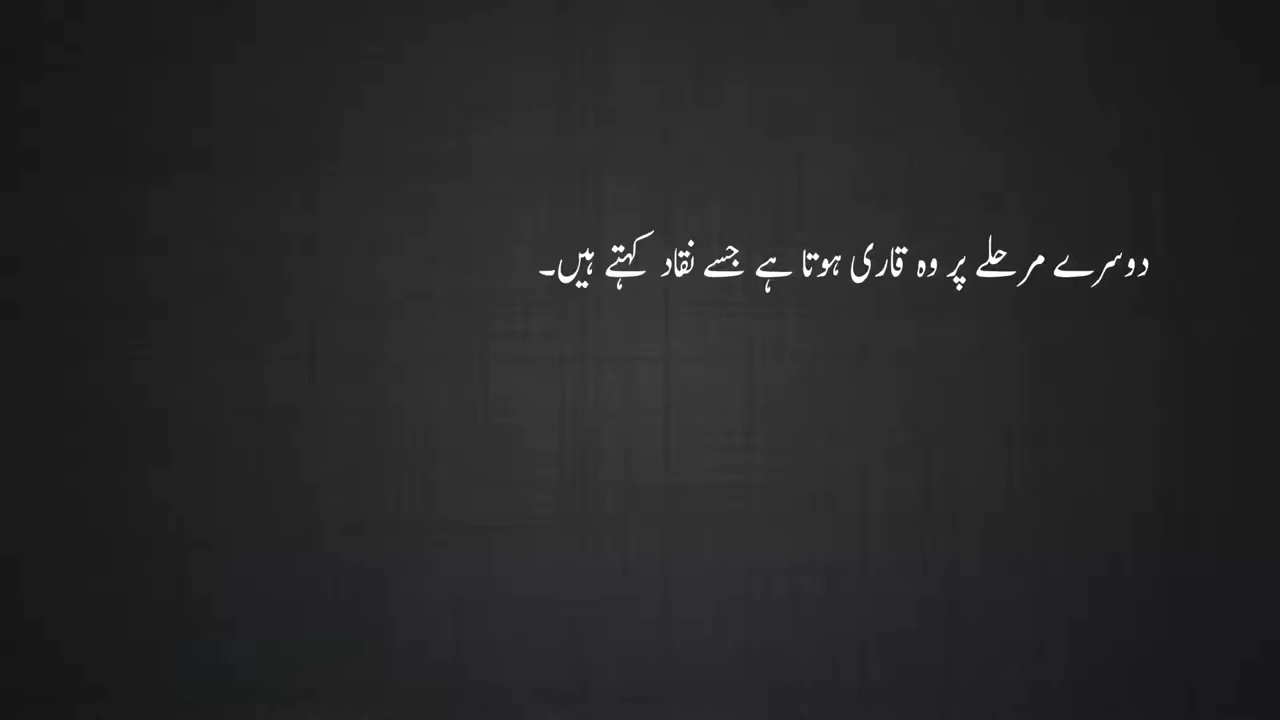 دوسرے مرحلے پر وہ قاری ہوتا ہے جسے نقاد کہتے ہیں۔